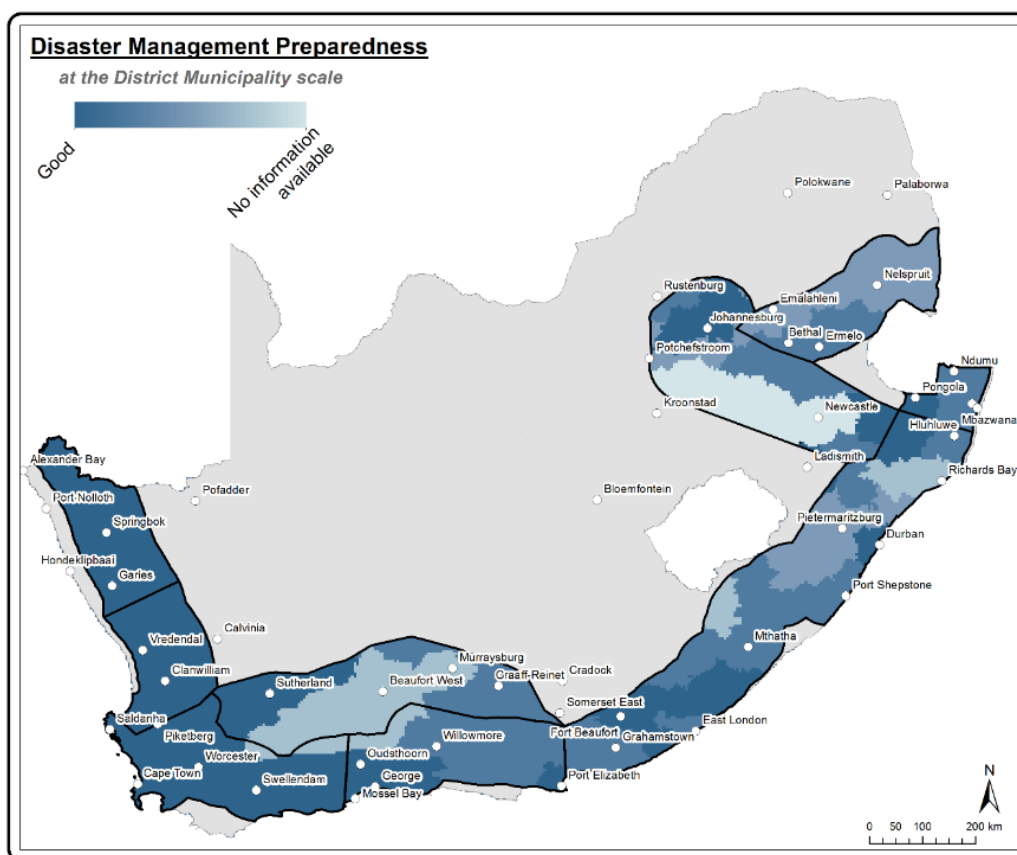 Disaster Management Preparedness
at the District Municipality scale
Good
No information
available
Polokwane
Palaborwa
Nelspruit
Rustenburg
Emalahleni
Johannesburg
Bethal
Ermelo
Potchefstroom
Ndumu
Pongola
Kroonstad
Newcastle
Mbazwana
Hluhluwe
Ladismith
Alexander Bay
Richards Bay
Port Nolloth
Pofadder
Bloemfontein
Springbok
Pietermaritzburg
Durban
Hondeklipbaai
Garies
Port Shepstone
Calvinia
Vredendal
Mthatha
Murraysburg
Clanwilliam
Cradock
Sutherland
Beaufort West
Graaff-Reinet
Somerset East
Saldanha
East London
Piketberg
Fort Beaufort
Grahamstown
Willowmore
Worcester
Oudsthoorn
Cape Town
Swellendam
George
Port Elizabeth
Mossel Bay
N
0 50 100 200 km